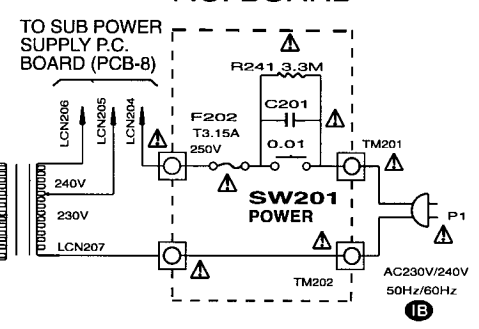 TO SUB POWER
SUPPLY P.C.
BOARD (PCB-8)
LCN206
LCN205
LCN204
F202
T3.15A
250V
R241 3.3M
C201
0.01
TM201
240V
230V
SW201
POWER
P1
LCN207
TM202
AC230V/240V
50Hz/60Hz
IB